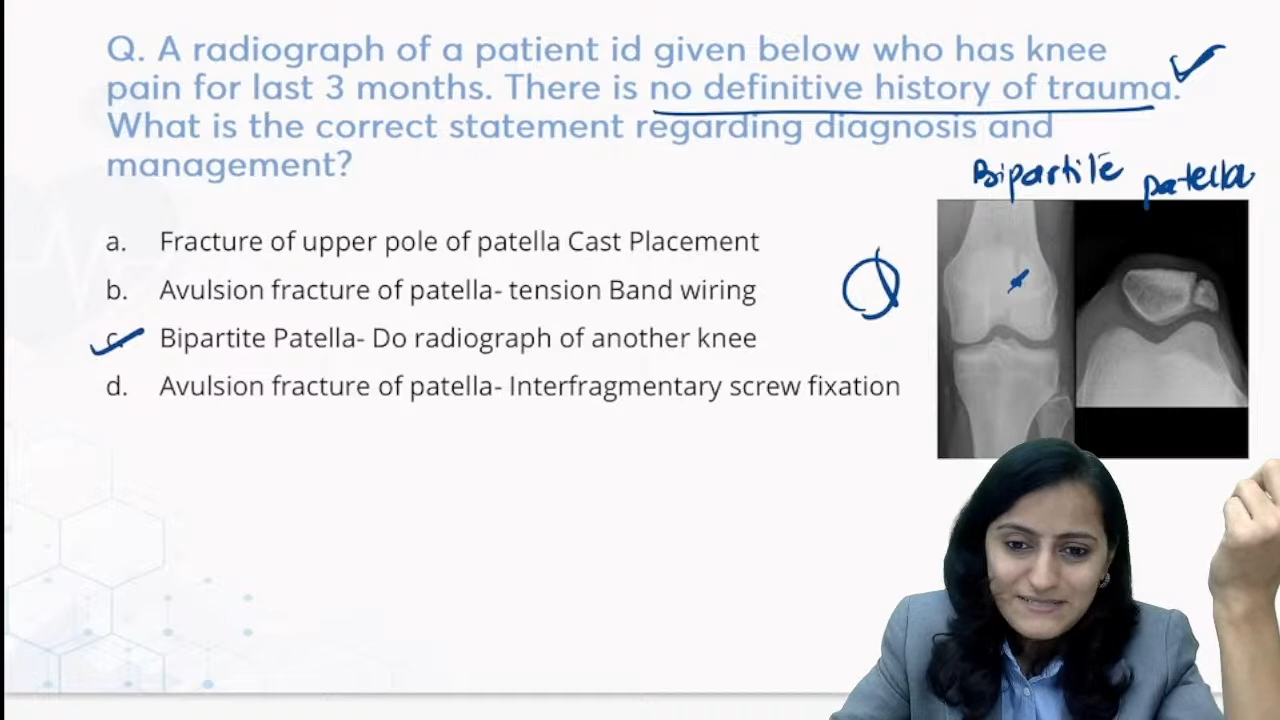 Q. A radiograph of a patient id given below who has knee
pain for last 3 months. There is no definitive history of trauma.
What is the correct statement regarding diagnosis and
management?
Bipartite patella
a. Fracture of upper pole of patella Cast Placement
b. Avulsion fracture of patella- tension Band wiring
c. Bipartite Patella- Do radiograph of another knee
d. Avulsion fracture of patella- Interfragmentary screw fixation